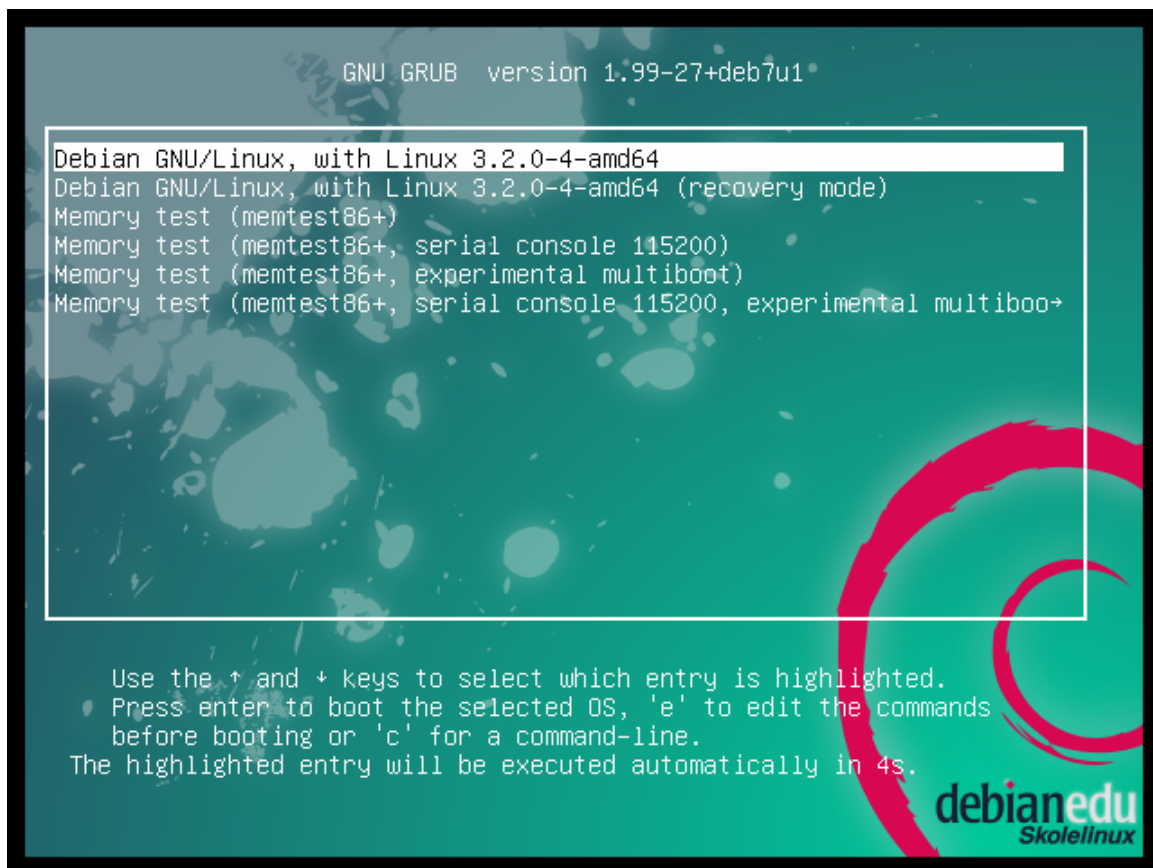 GNU GRUB  version 1.99-27+deb7u1
Debian GNU/Linux, with Linux 3.2.0-4-amd64
Debian GNU/Linux, with Linux 3.2.0-4-amd64 (recovery mode)
Memory test (memtest86+)
Memory test (memtest86+, serial console 115200)
Memory test (memtest86+, experimental multiboot)
Memory test (memtest86+, serial console 115200, experimental multiboo→
Use the ↑ and ↓ keys to select which entry is highlighted.
Press enter to boot the selected OS, 'e' to edit the commands
before booting or 'c' for a command-line.
The highlighted entry will be executed automatically in 4s.
debianedu
Skolelinux